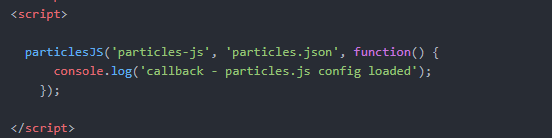 <script>
particlesJS('particles-js', 'particles.json', function() {
console.log('callback - particles.js config loaded');
});
</script>